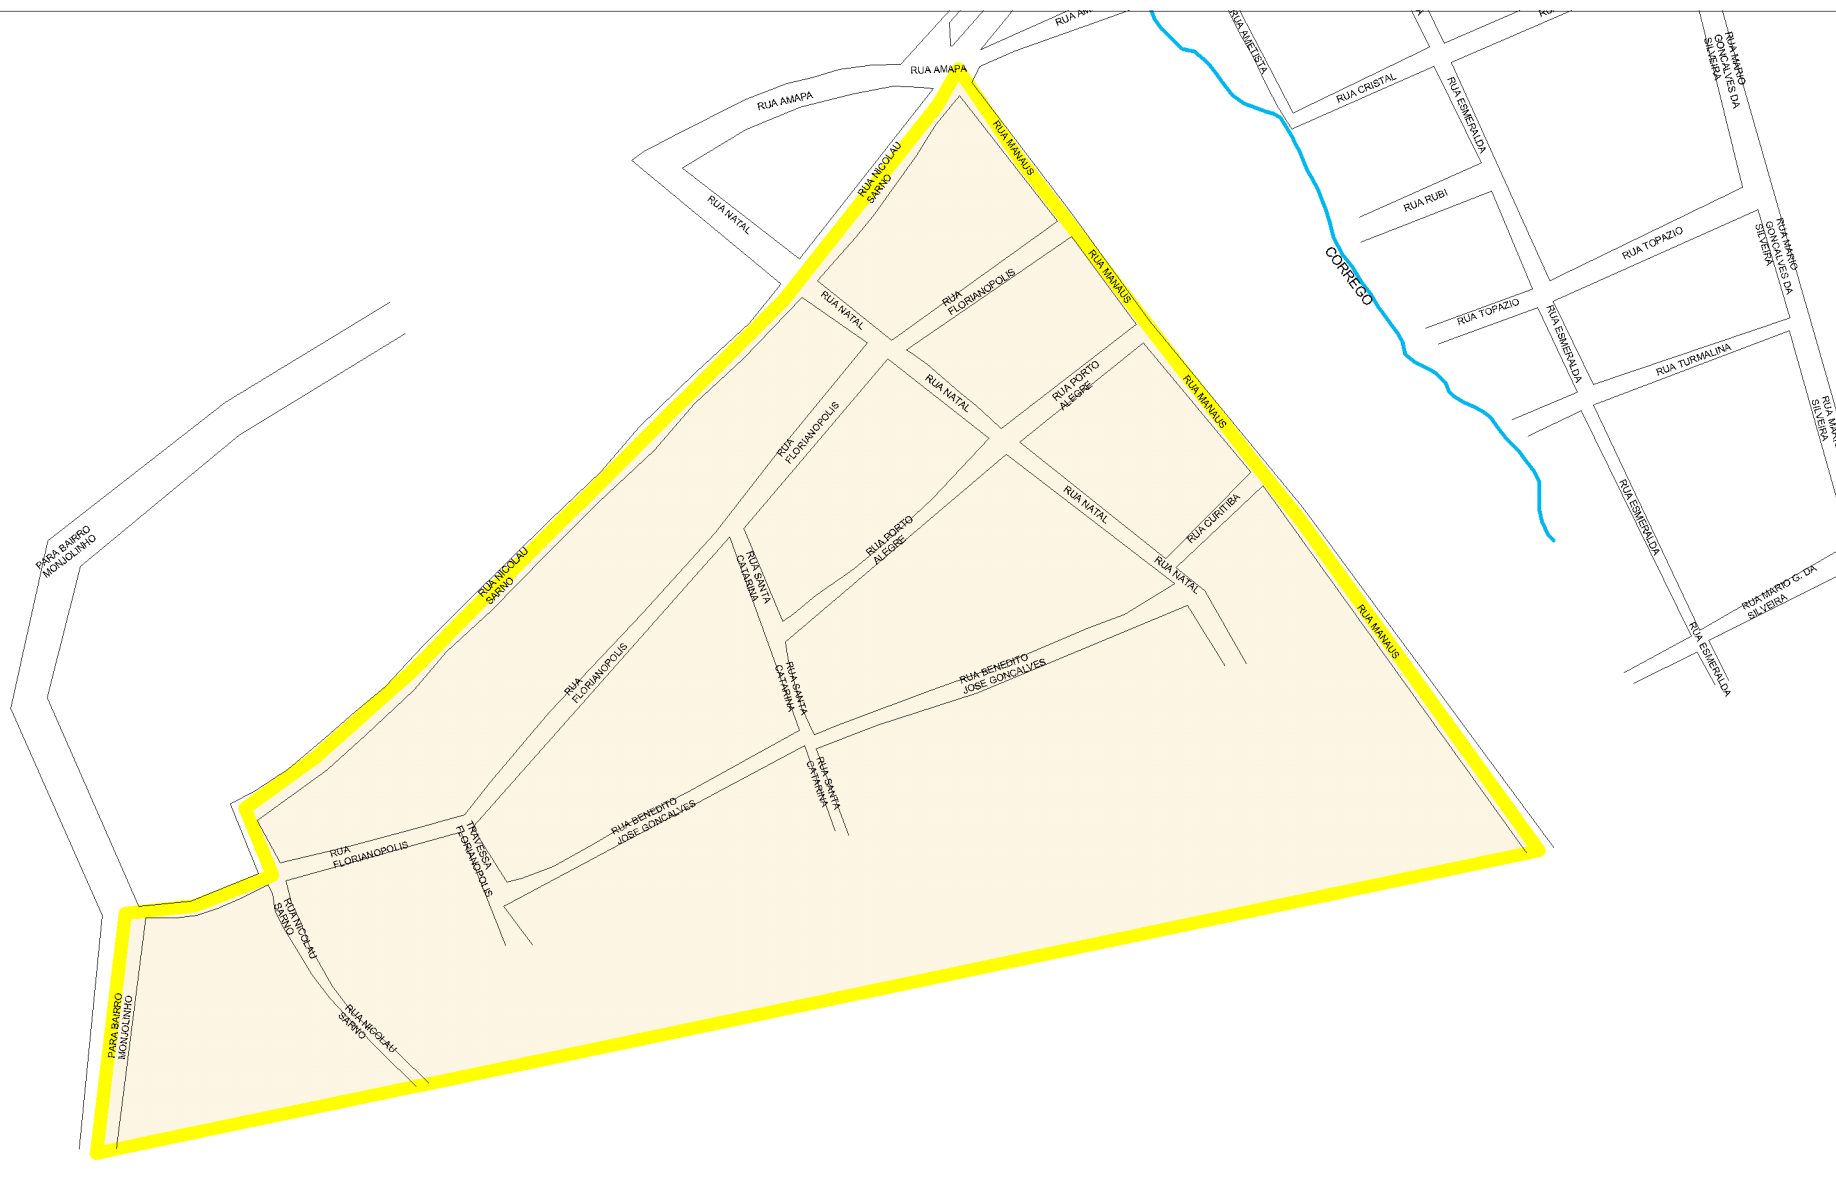 RUA AMAPA
RUA AMAPA
RUA NATAL
RUA NICOLAU
SARNO
RUA MANAUS
RUA AMETISTA
RUA CRISTAL
RUA ESMERALDA
RUA MARIO
GONCALVES DA
SILVEIRA
RUA RUBI
RUA TOPAZIO
RUA MARIO
GONCALVES DA
SILVEIRA
CORREGO
RUA MANAUS
RUA
FLORIANOPOLIS
RUA NATAL
RUA TOPAZIO
RUA ESMERALDA
RUA TURMALINA
RUA NATAL
RUA PORTO
ALEGRE
RUA MANAUS
SILVEIRA
RUA
FLORIANOPOLIS
RUA NATAL
RUA CURITIBA
RUA ESMERALDA
RUA PORTO
ALEGRE
PARA BAIRRO
MONJOLINHO
RUA NICOLAU
SARNO
RUA SANTA
CATARINA
RUA NATAL
RUA MARIO G. DA
SILVEIRA
RUA MANAUS
RUA ESMERALDA
RUA
FLORIANOPOLIS
RUA SANTA
CATARINA
RUA BENEDITO
JOSE GONCALVES
RUA SANTA
CATARINA
RUA BENEDITO
JOSE GONCALVES
RUA
FLORIANOPOLIS
TRAVESSA
FLORIANOPOLIS
RUA NICOLAU
SARNO
PARA BAIRRO
MONJOLINHO
RUA NICOLAU
SARNO